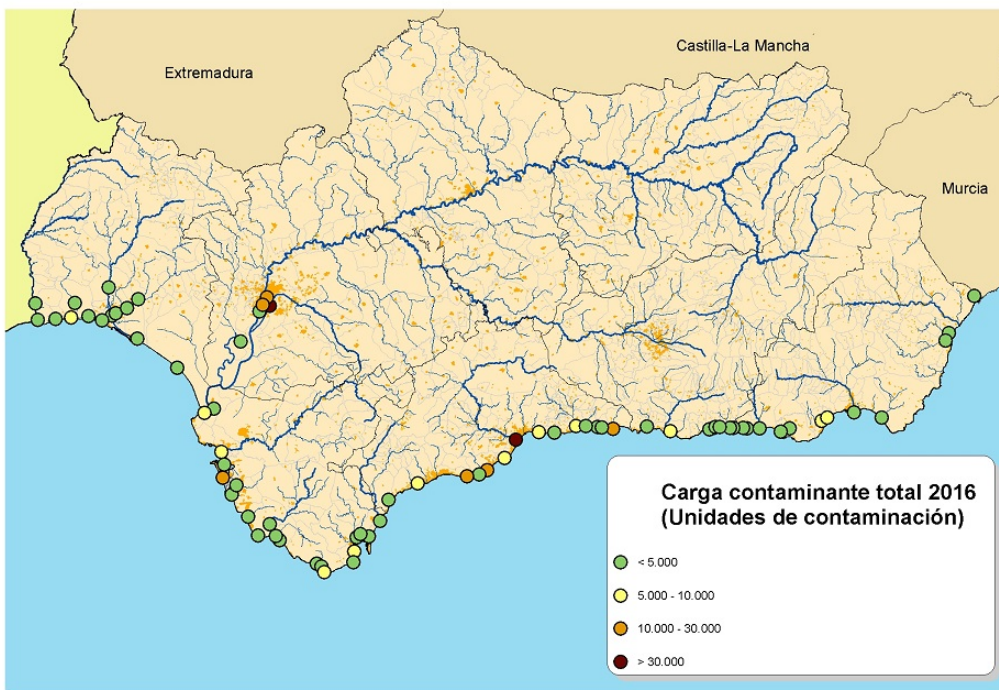 Castilla-La Mancha
Extremadura
Murcia
Carga contaminante total 2016
(Unidades de contaminación)
< 5.000
5.000 - 10.000
10.000 - 30.000
> 30.000